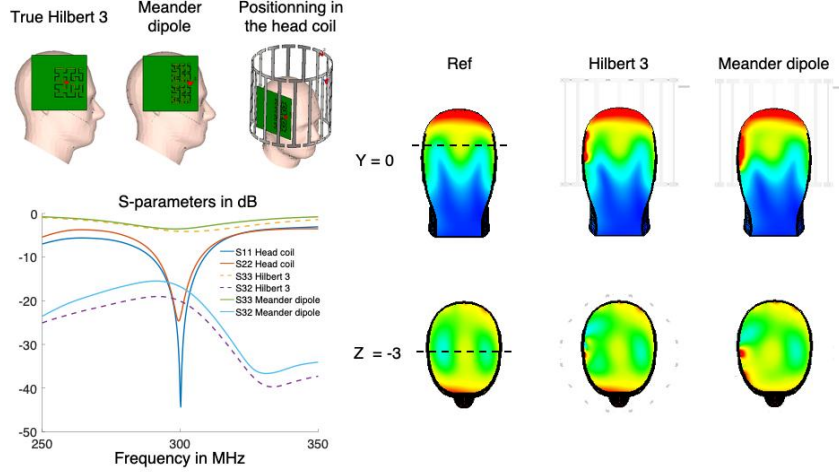 True Hilbert 3
Meander
dipole
Positionning in
the head coil
Ref
Hilbert 3
Meander dipole
Y = 0
S-parameters in dB
0
-10
-20
-30
-40
-50
S11 Head coil
S22 Head coil
S33 Hilbert 3
S32 Hilbert 3
S33 Meander dipole
S32 Meander dipole
250
300
350
Frequency in MHz
Z = -3